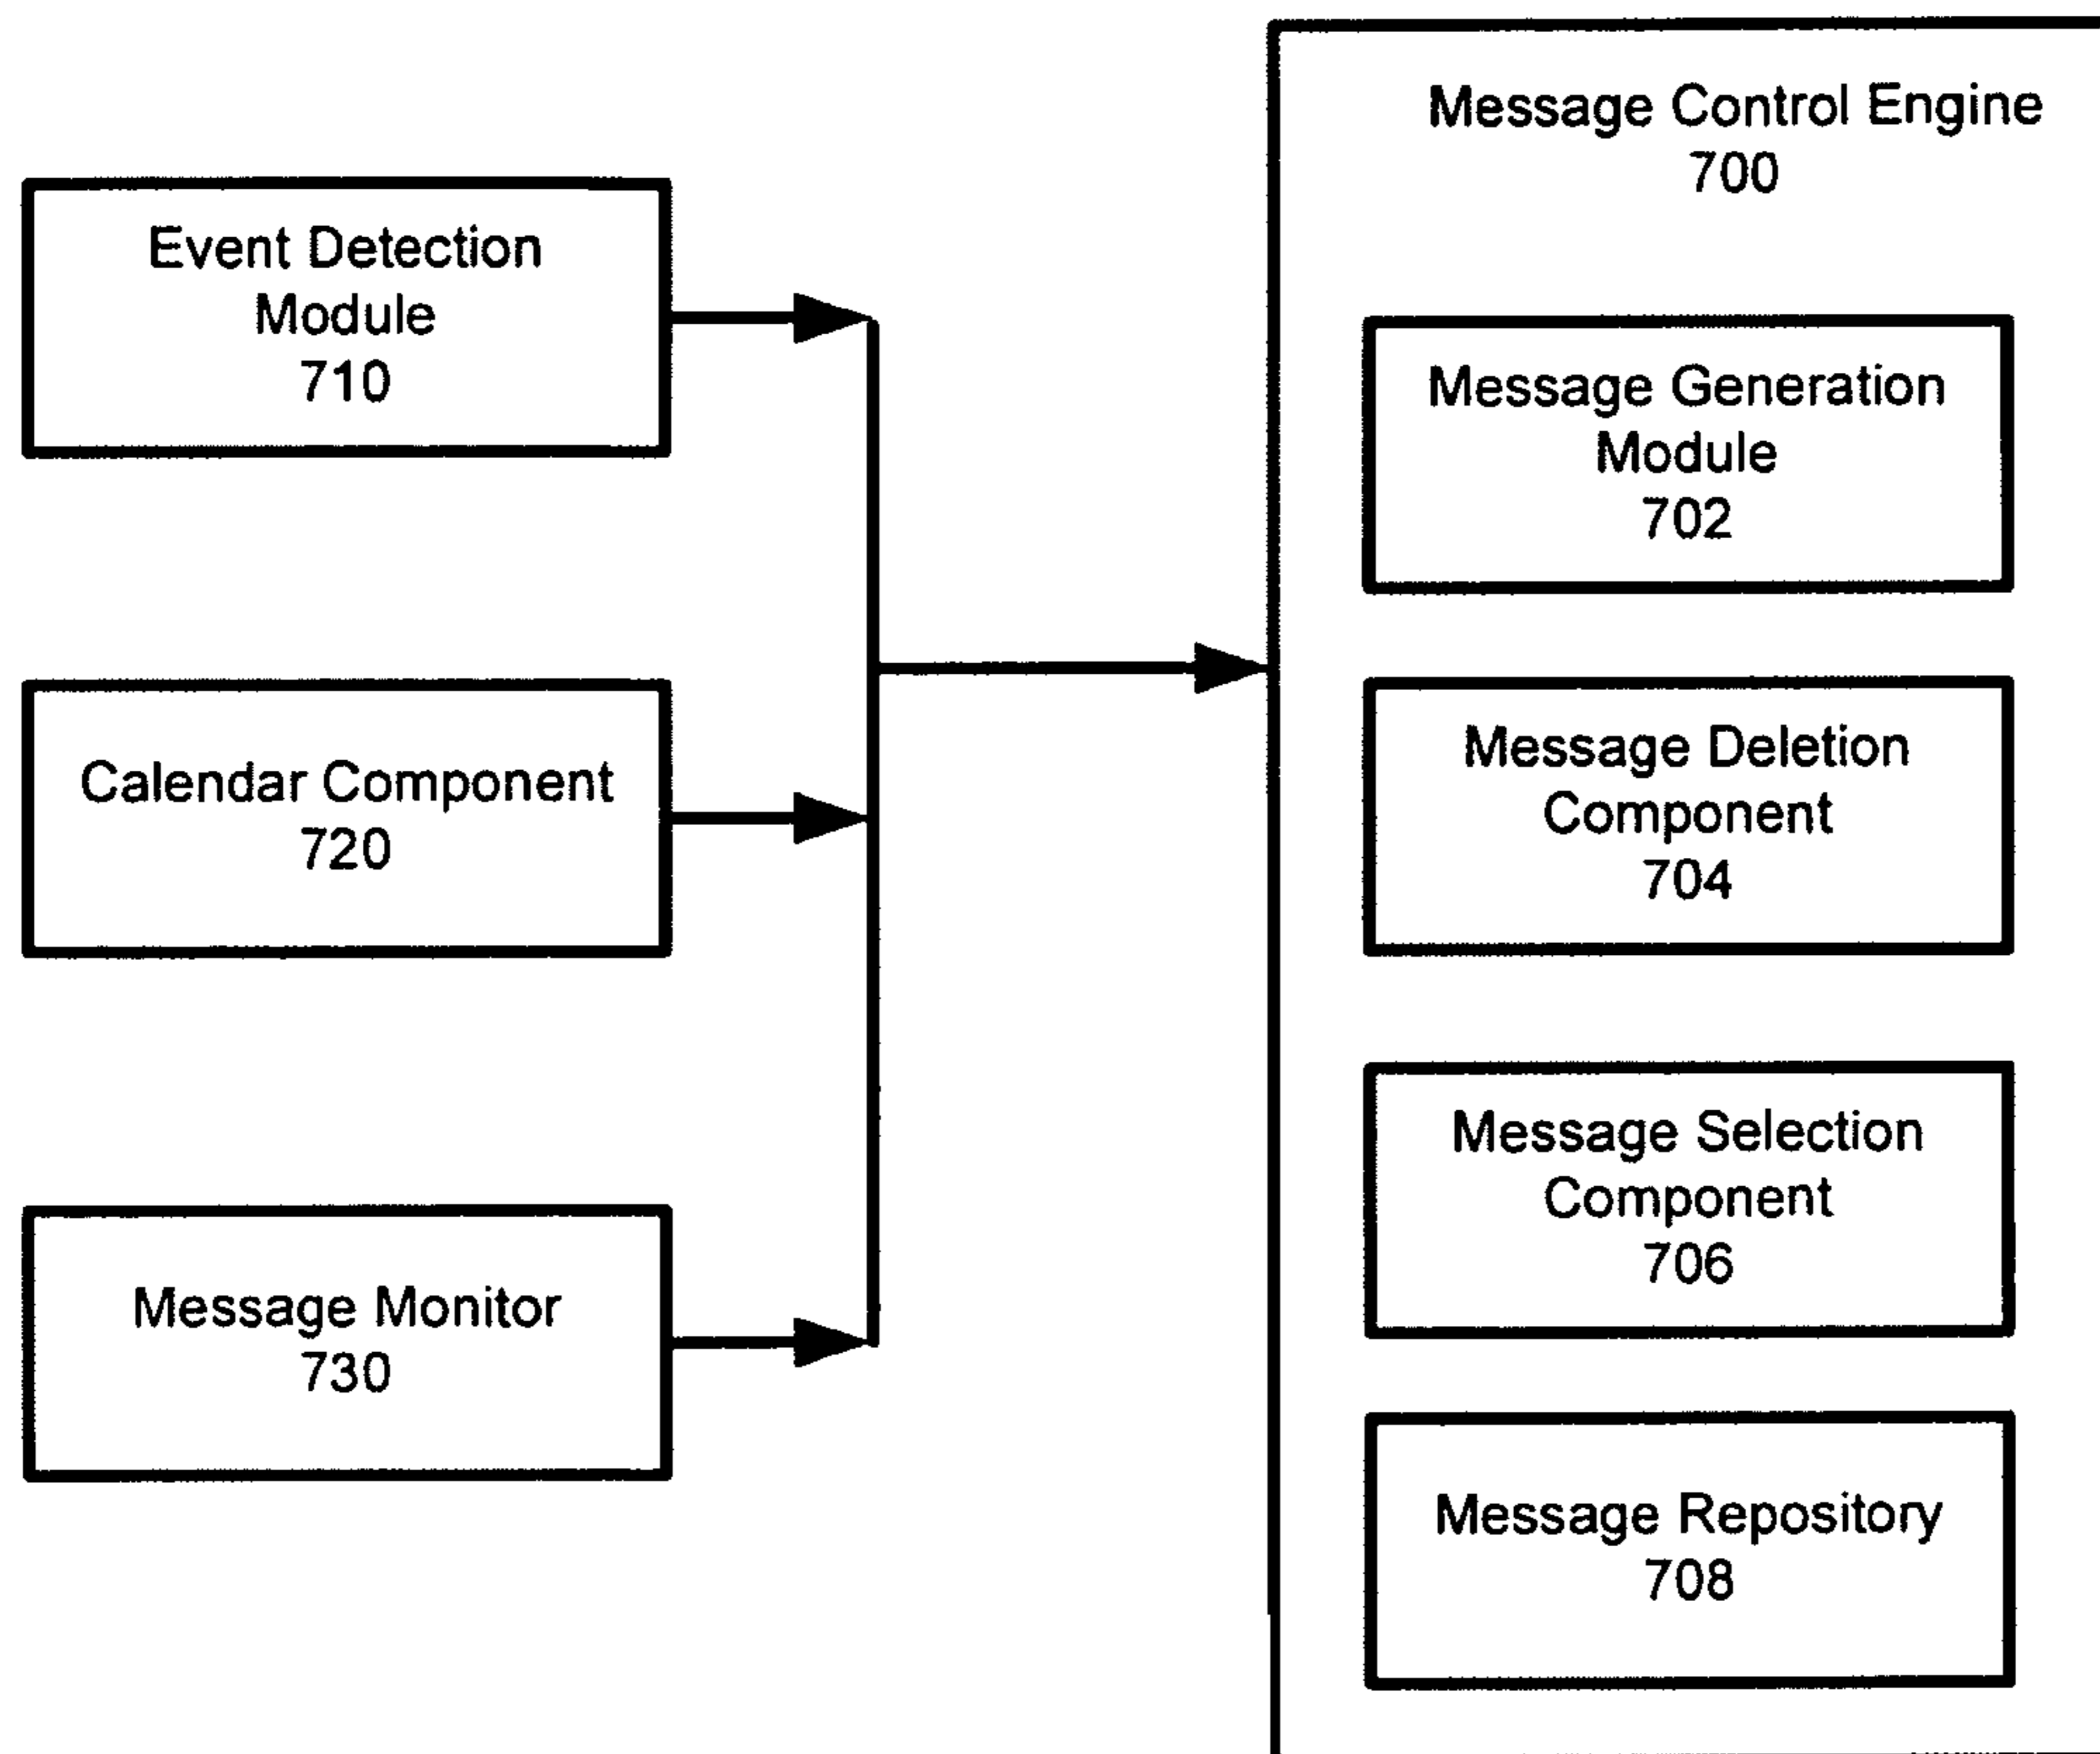 Event Detection
Module
710
Calendar Component
720
Message Monitor
730
Message Control Engine
700
Message Generation
Module
702
Message Deletion
Component
704
Message Selection
Component
706
Message Repository
708